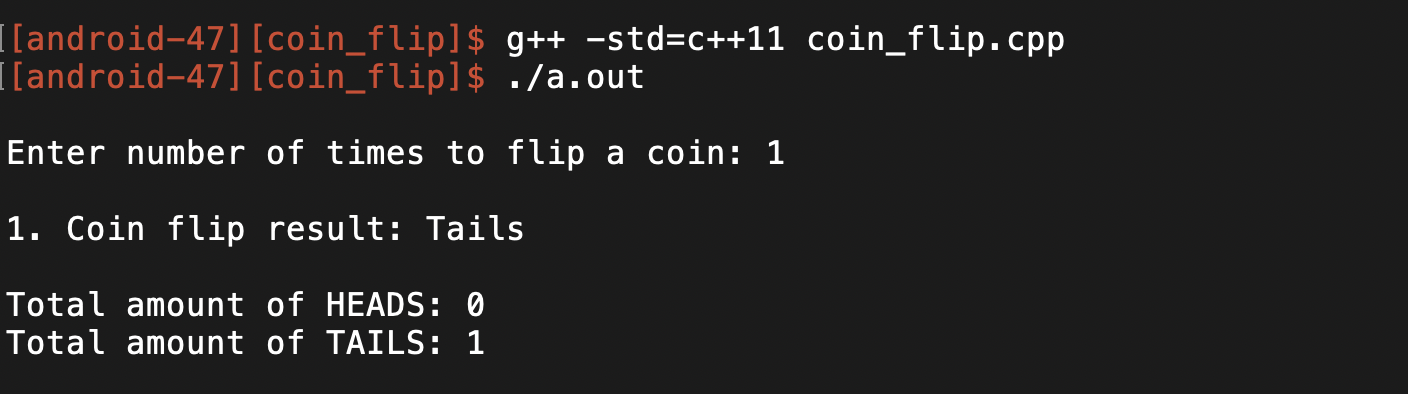 [[android-47][coin_flip]$ g++ -std=c++11 coin_flip.cpp
[[android-47][coin_flip]$ ./a.out
Enter number of times to flip a coin: 1
1. Coin flip result: Tails
Total amount of HEADS: 0
Total amount of TAILS: 1